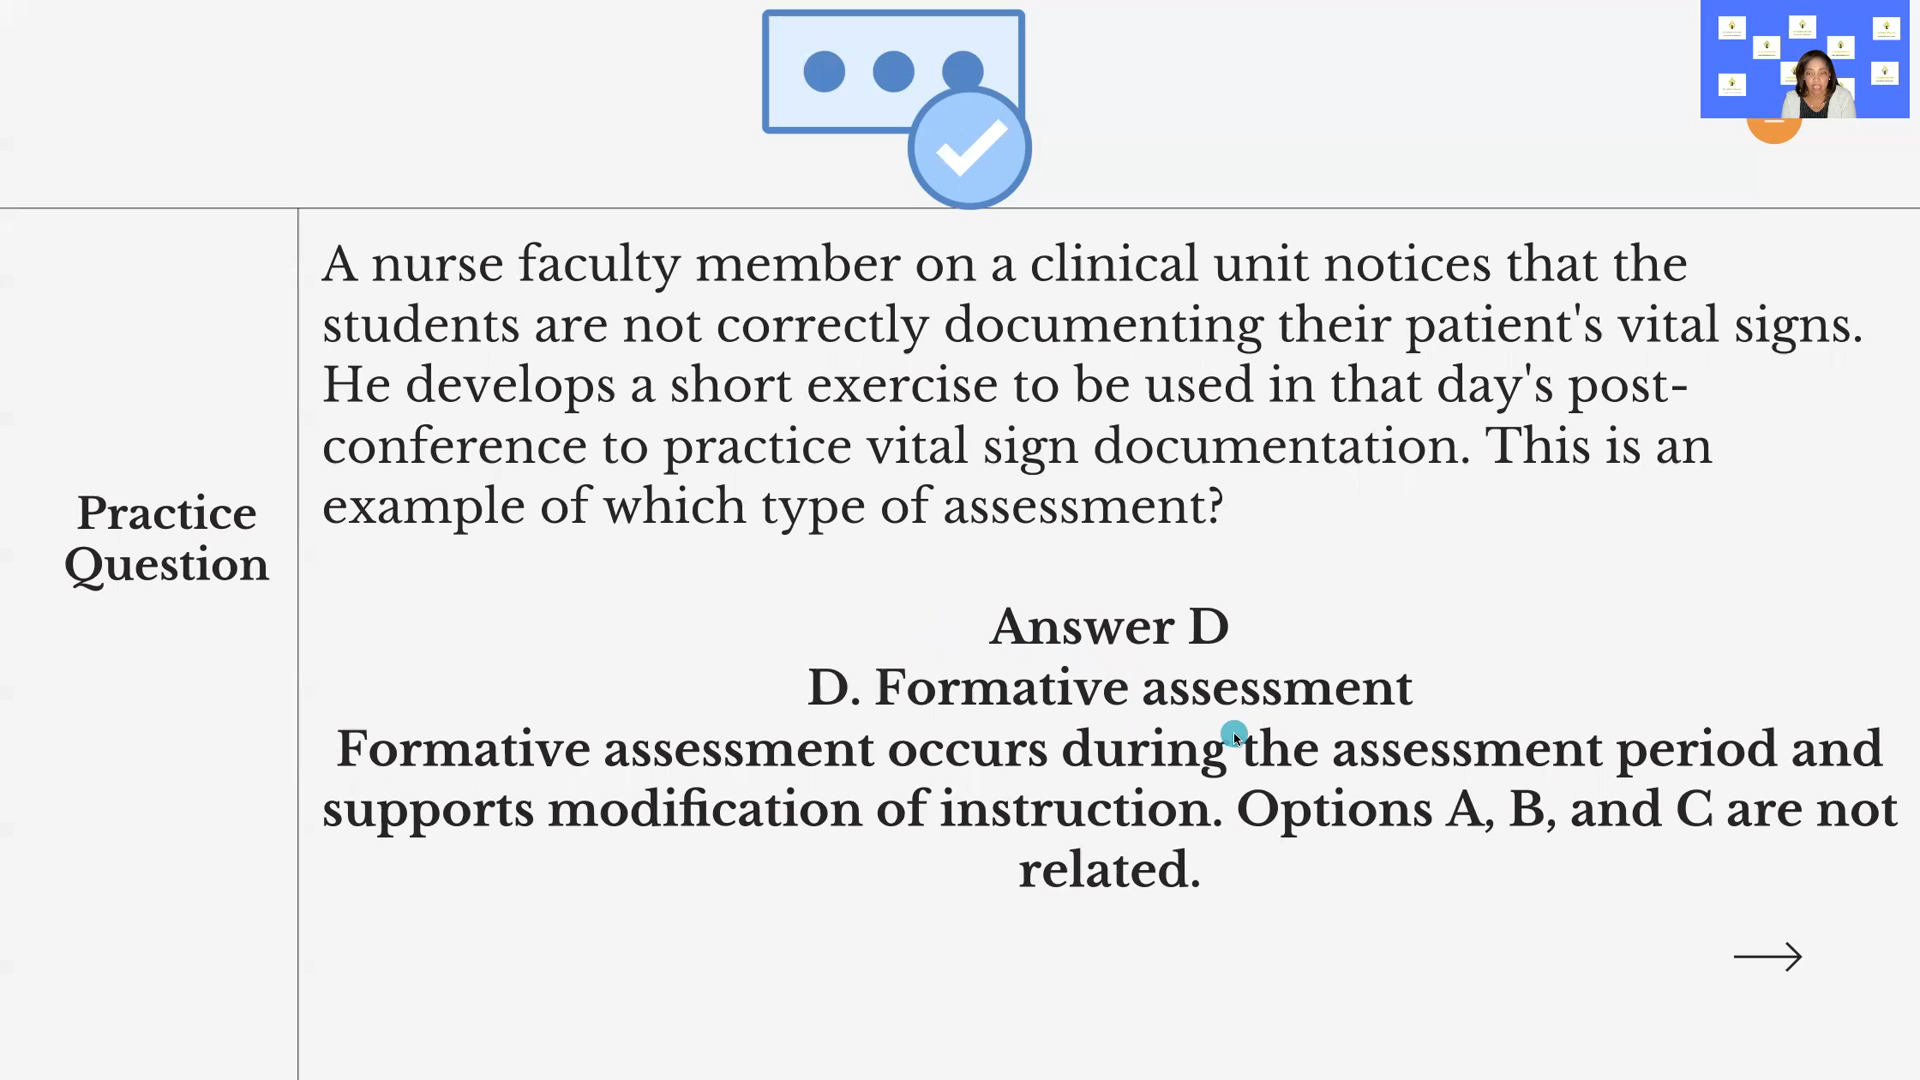 A nurse faculty member on a clinical unit notices that the
students are not correctly documenting their patient's vital signs.
He develops a short exercise to be used in that day's post-
conference to practice vital sign documentation. This is an
example of which type of assessment?
Practice
Question
Answer D
D. Formative assessment
Formative assessment occurs during the assessment period and
supports modification of instruction. Options A, B, and C are not
related.